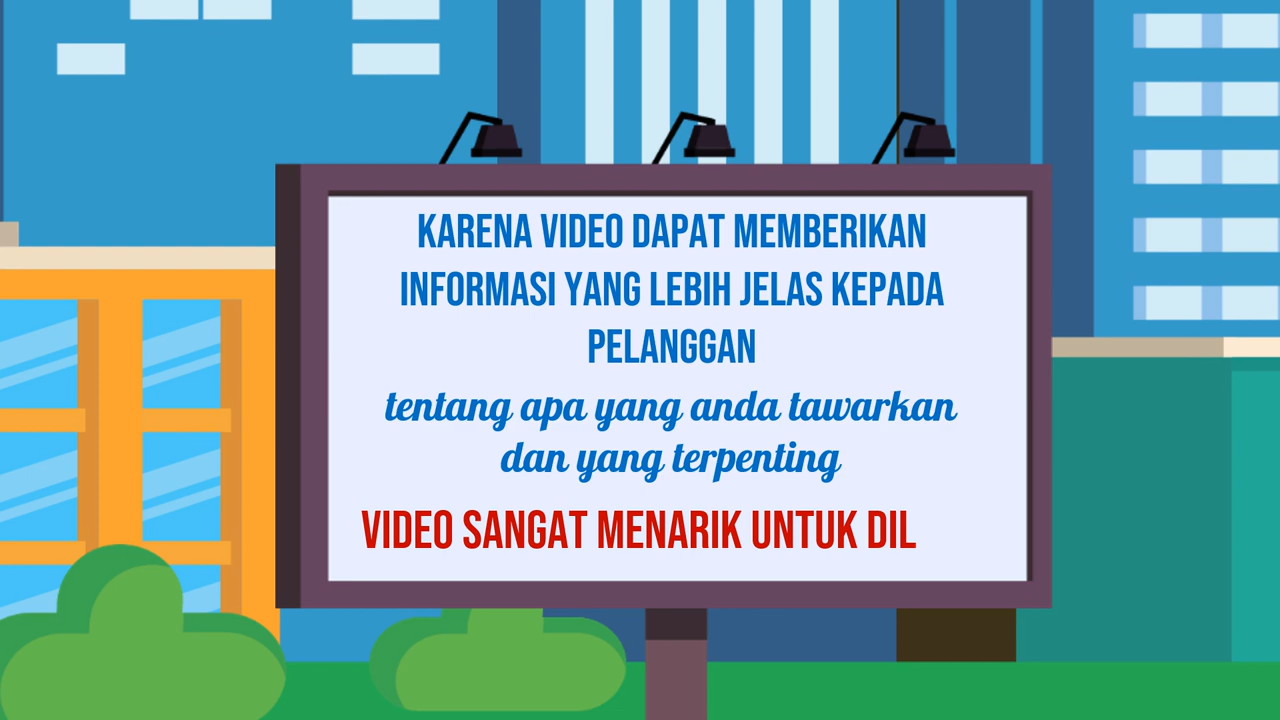 KARENA VIDEO DAPAT MEMBERIKAN
INFORMASI YANG LEBIH JELAS KEPADA
PELANGGAN
tentang apa yang anda tawarkan
dan yang terpenting
VIDEO SANGAT MENARIK UNTUK DIL